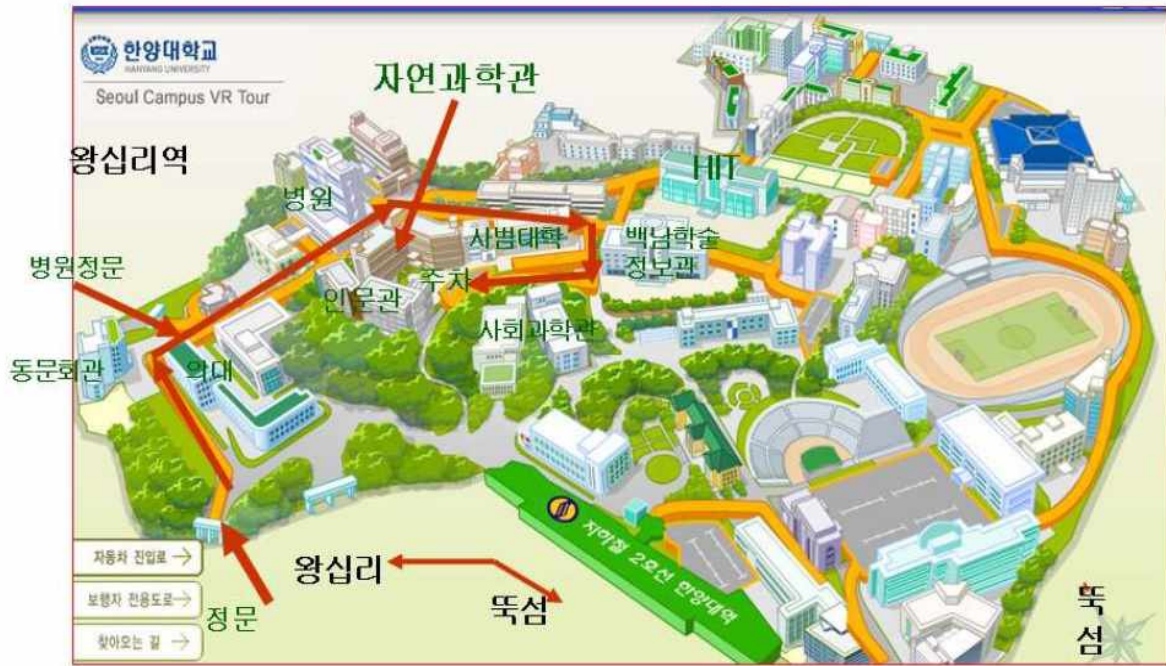 한양대학교
HANYANG UNIVERSITY
Seoul Campus VR Tour
자연과학관
왕십리역
HIT
병원
사범대학
백남학술
정보관
병원정문
주차
인문관
사회과학관
동문회관
의대
지하철 2호선 한양대역
자동차 진입로
왕십리
보행자 전용도로
뚝섬
뚝
섬
정문
찾아오는 길